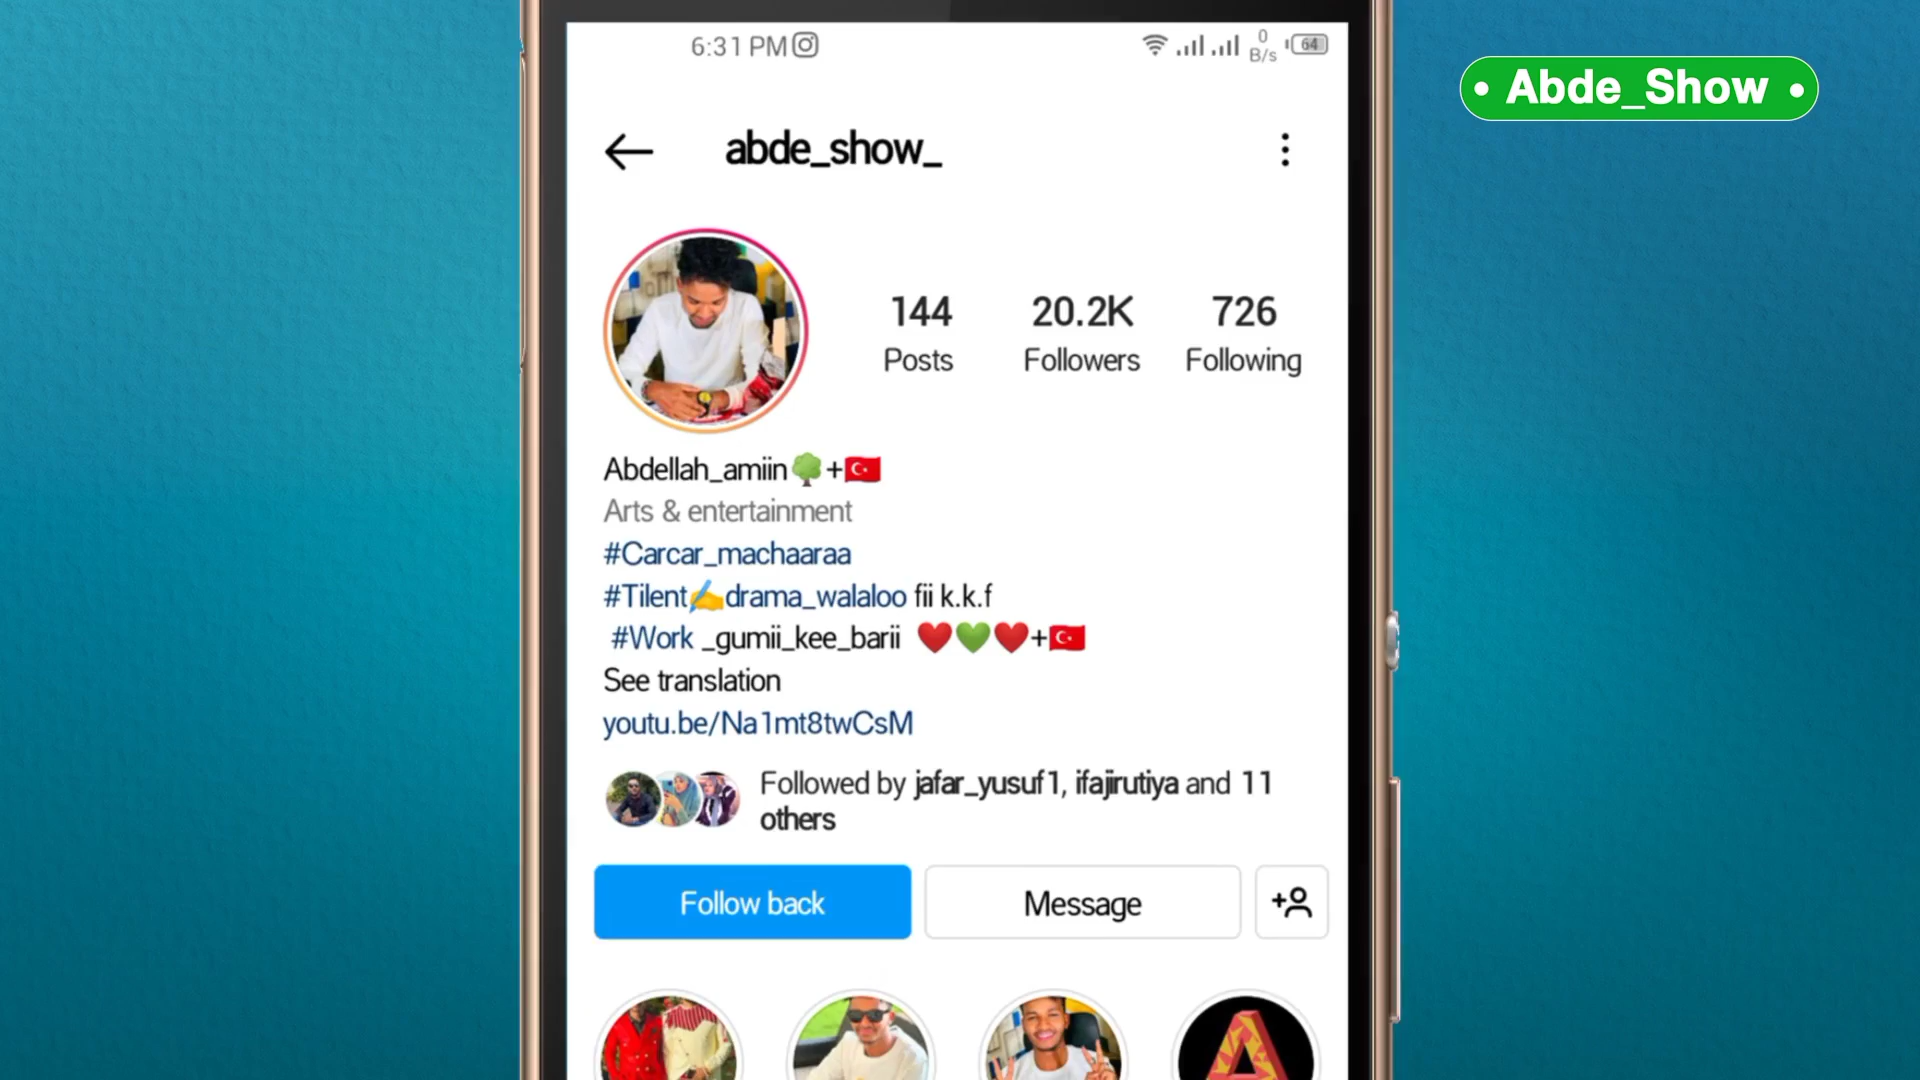 6:31 PM
0
B/s
64
• Abde_Show •
abde_show_
144
20.2K
726
Posts
Followers
Following
Abdellah_amiin🌳+🇹🇷
Arts & entertainment
#Carcar_machaaraa
#Tilent✍️drama_walaloo fii k.k.f
#Work _gumii_kee_barii ❤️💚❤️+🇹🇷
See translation
youtu.be/Na1mt8twCsM
Followed by jafar_yusuf1, ifajirutiya and 11
others
Follow back
Message
A